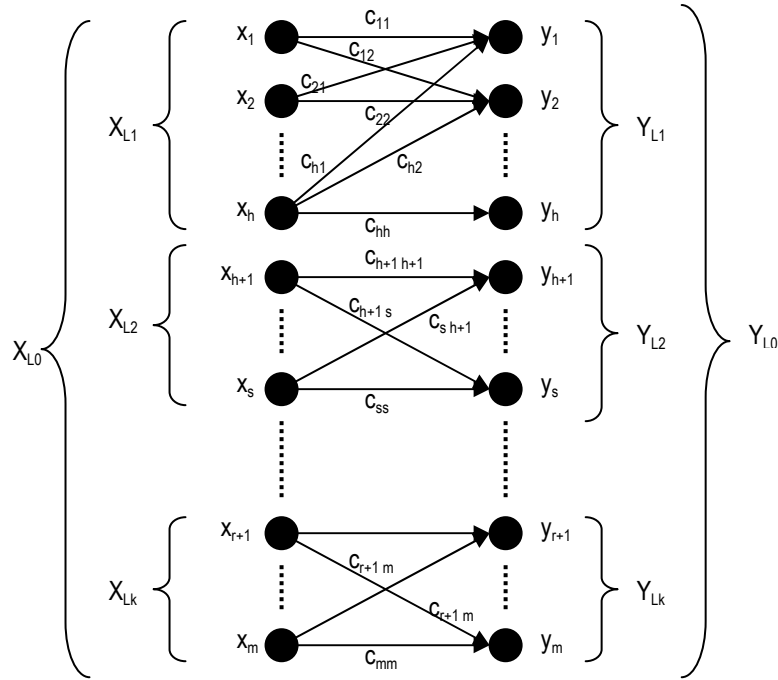 c11
x1
y1
c12
c21
x2
y2
XL1
c22
YL1
ch1
ch2
xh
yh
chh
ch+1 h+1
xh+1
yh+1
ch+1 s
XL2
cs h+1
YL2
XL0
YL0
xs
ys
css
xr+1
yr+1
cr+1 m
XLk
YLk
cr+1 m
xm
ym
cmm